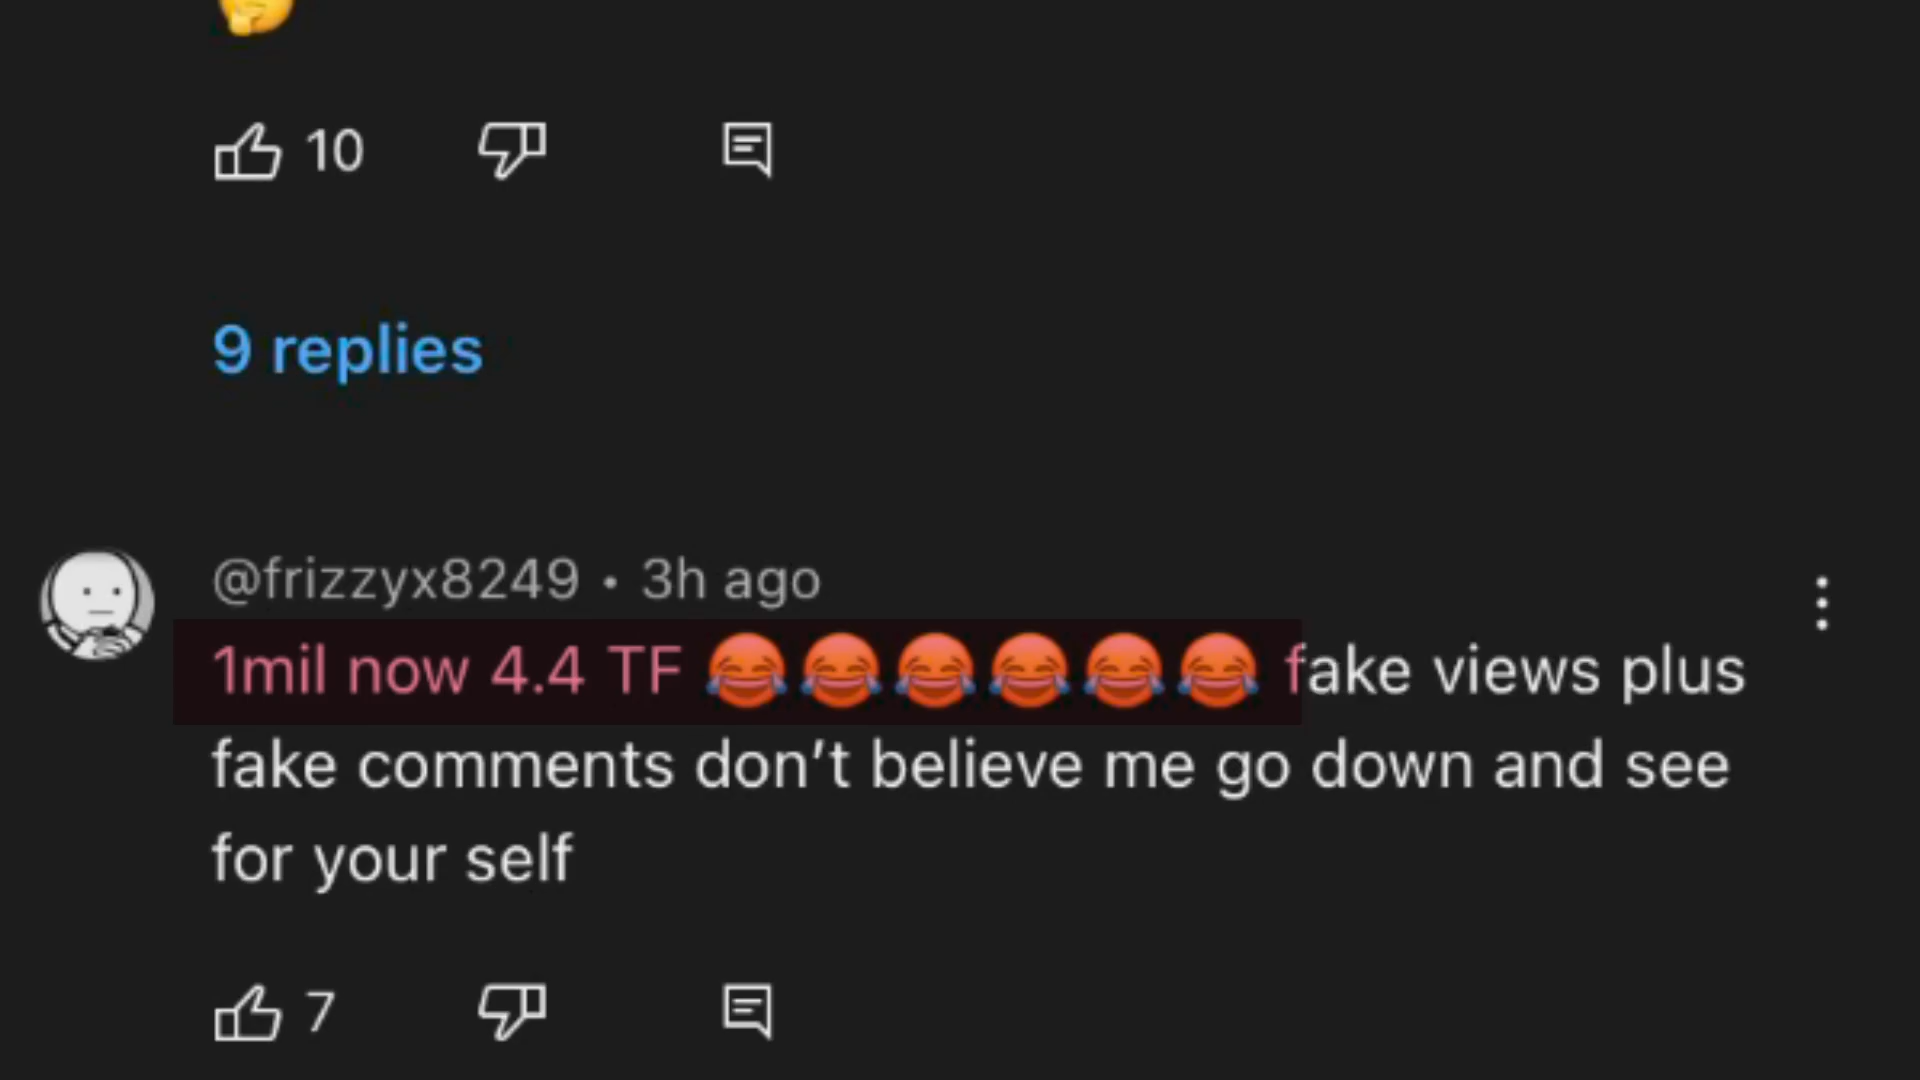 🤔
10
9 replies
@frizzyx8249 • 3h ago
1mil now 4.4 TF 😂😂😂😂😂😂 fake views plus
fake comments don’t believe me go down and see
for your self
7